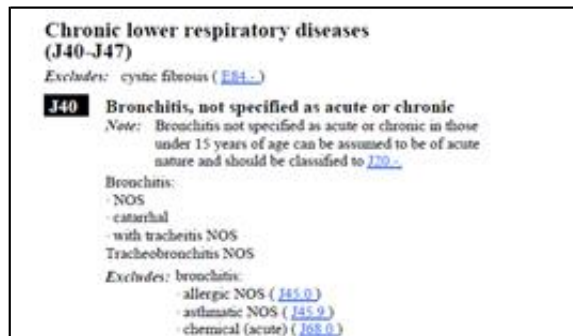 Chronic lower respiratory diseases
(J40-J47)
Excludes: cystic fibrosis ( E84.- )
J40 Bronchitis, not specified as acute or chronic
Note: Bronchitis not specified as acute or chronic in those
under 15 years of age can be assumed to be of acute
nature and should be classified to J20.-.
Bronchitis:
· NOS
· catarrhal
· with tracheitis NOS
Tracheobronchitis NOS
Excludes: bronchitis:
· allergic NOS ( J45.0 )
· asthmatic NOS ( J45.9 )
· chemical (acute) ( J68.0 )